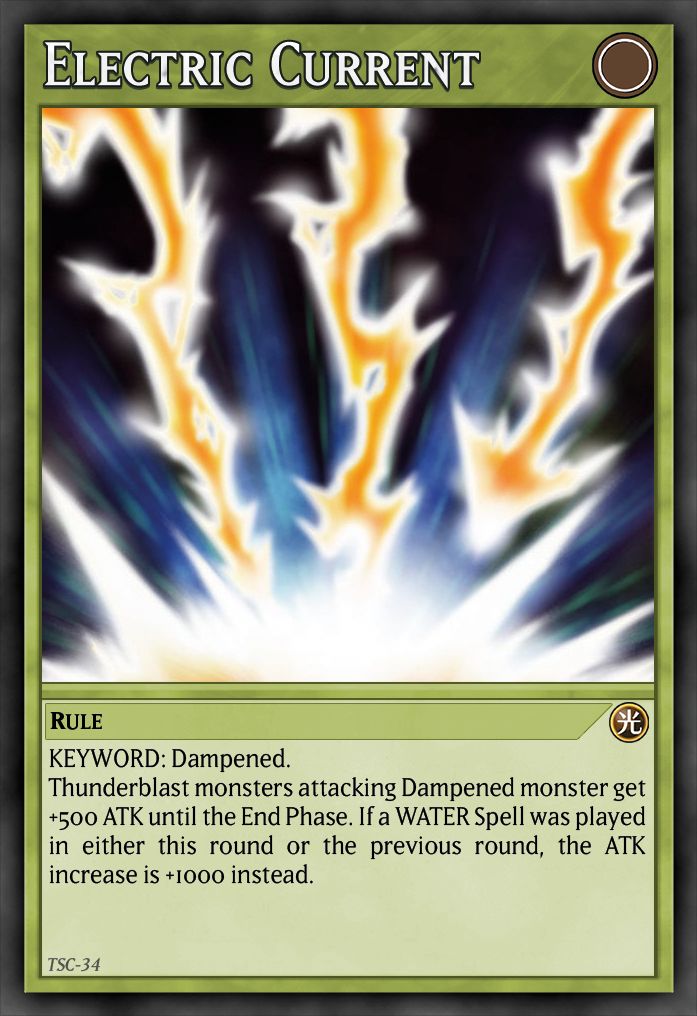 Electric Current
Rule
光
KEYWORD: Dampened.
Thunderblast monsters attacking Dampened monster get
+500 ATK until the End Phase. If a WATER Spell was played
in either this round or the previous round, the ATK
increase is +1000 instead.
TSC-34